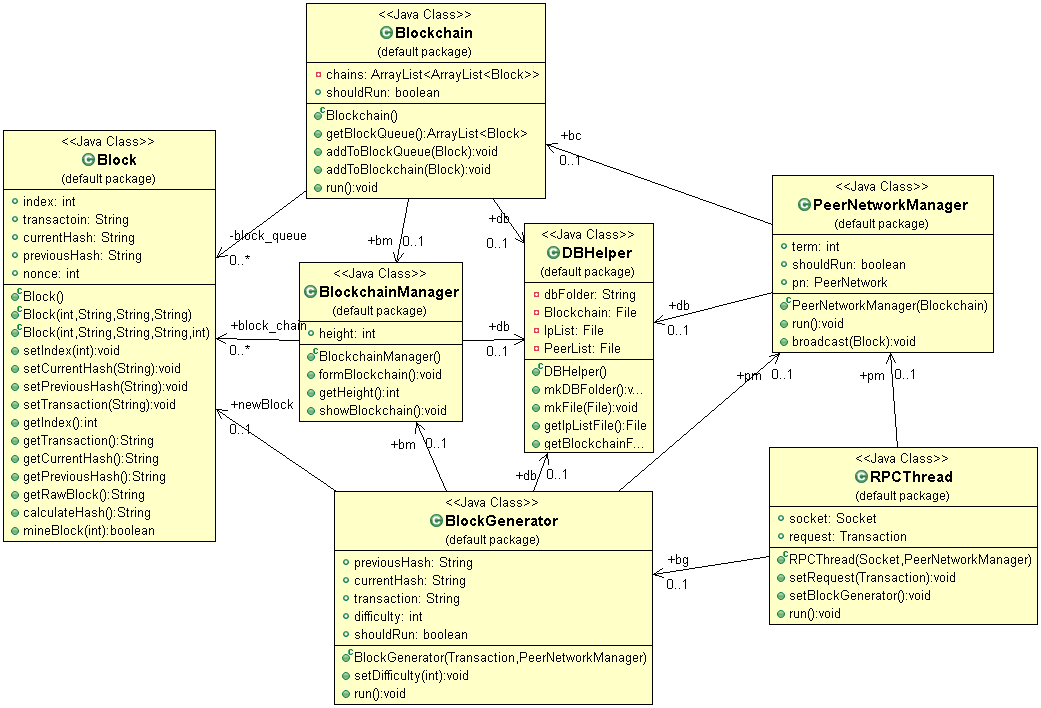 <<Java Class>>
Blockchain
(default package)
chains: ArrayList<ArrayList<Block>>
shouldRun: boolean
Blockchain()
getBlockQueue():ArrayList<Block>
addToBlockQueue(Block):void
addToBlockchain(Block):void
run():void
<<Java Class>>
Block
(default package)
index: int
transactoin: String
currentHash: String
previousHash: String
nonce: int
Block()
Block(int,String,String,String)
Block(int,String,String,String,int)
setIndex(int):void
setCurrentHash(String):void
setPreviousHash(String):void
setTransaction(String):void
getIndex():int
getTransaction():String
getCurrentHash():String
getPreviousHash():String
getRawBlock():String
calculateHash():String
mineBlock(int):boolean
-block_queue
0..*
+bm
0..1
+db
0..1
+bc
0..1
<<Java Class>>
BlockchainManager
(default package)
height: int
BlockchainManager()
formBlockchain():void
getHeight():int
showBlockchain():void
+block_chain
0..*
+db
0..1
<<Java Class>>
DBHelper
(default package)
dbFolder: String
Blockchain: File
IpList: File
PeerList: File
DBHelper()
mkDBFolder():v...
mkFile(File):void
getIpListFile():File
getBlockchainF...
<<Java Class>>
PeerNetworkManager
(default package)
term: int
shouldRun: boolean
pn: PeerNetwork
PeerNetworkManager(Blockchain)
run():void
broadcast(Block):void
+db
0..1
+newBlock
0..1
+bm
0..1
+db
0..1
+pm
0..1
+pm
0..1
<<Java Class>>
BlockGenerator
(default package)
previousHash: String
currentHash: String
transaction: String
difficulty: int
shouldRun: boolean
BlockGenerator(Transaction,PeerNetworkManager)
setDifficulty(int):void
run():void
+bg
0..1
<<Java Class>>
RPCThread
(default package)
socket: Socket
request: Transaction
RPCThread(Socket,PeerNetworkManager)
setRequest(Transaction):void
setBlockGenerator():void
run():void